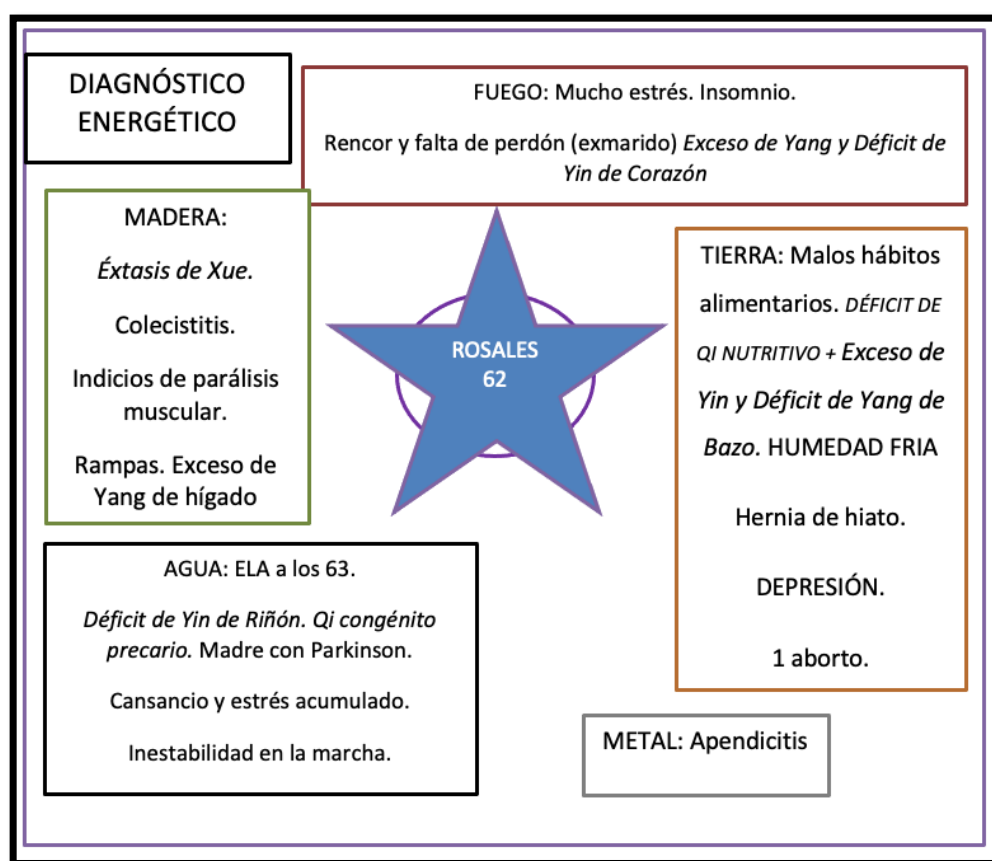 DIAGNÓSTICO
ENERGÉTICO
FUEGO: Mucho estrés. Insomnio.
Rencor y falta de perdón (exmarido) Exceso de Yang y Déficit de
Yin de Corazón
MADERA:
Éxtasis de Xue.
Colecistitis.
Indicios de parálisis
muscular.
Rampas. Exceso de
Yang de hígado
ROSALES
62
TIERRA: Malos hábitos
alimentarios. DÉFICIT DE
QI NUTRITIVO + Exceso de
Yin y Déficit de Yang de
Bazo. HUMEDAD FRIA
Hernia de hiato.
DEPRESIÓN.
1 aborto.
AGUA: ELA a los 63.
Déficit de Yin de Riñón. Qi congénito
precario. Madre con Parkinson.
Cansancio y estrés acumulado.
Inestabilidad en la marcha.
METAL: Apendicitis